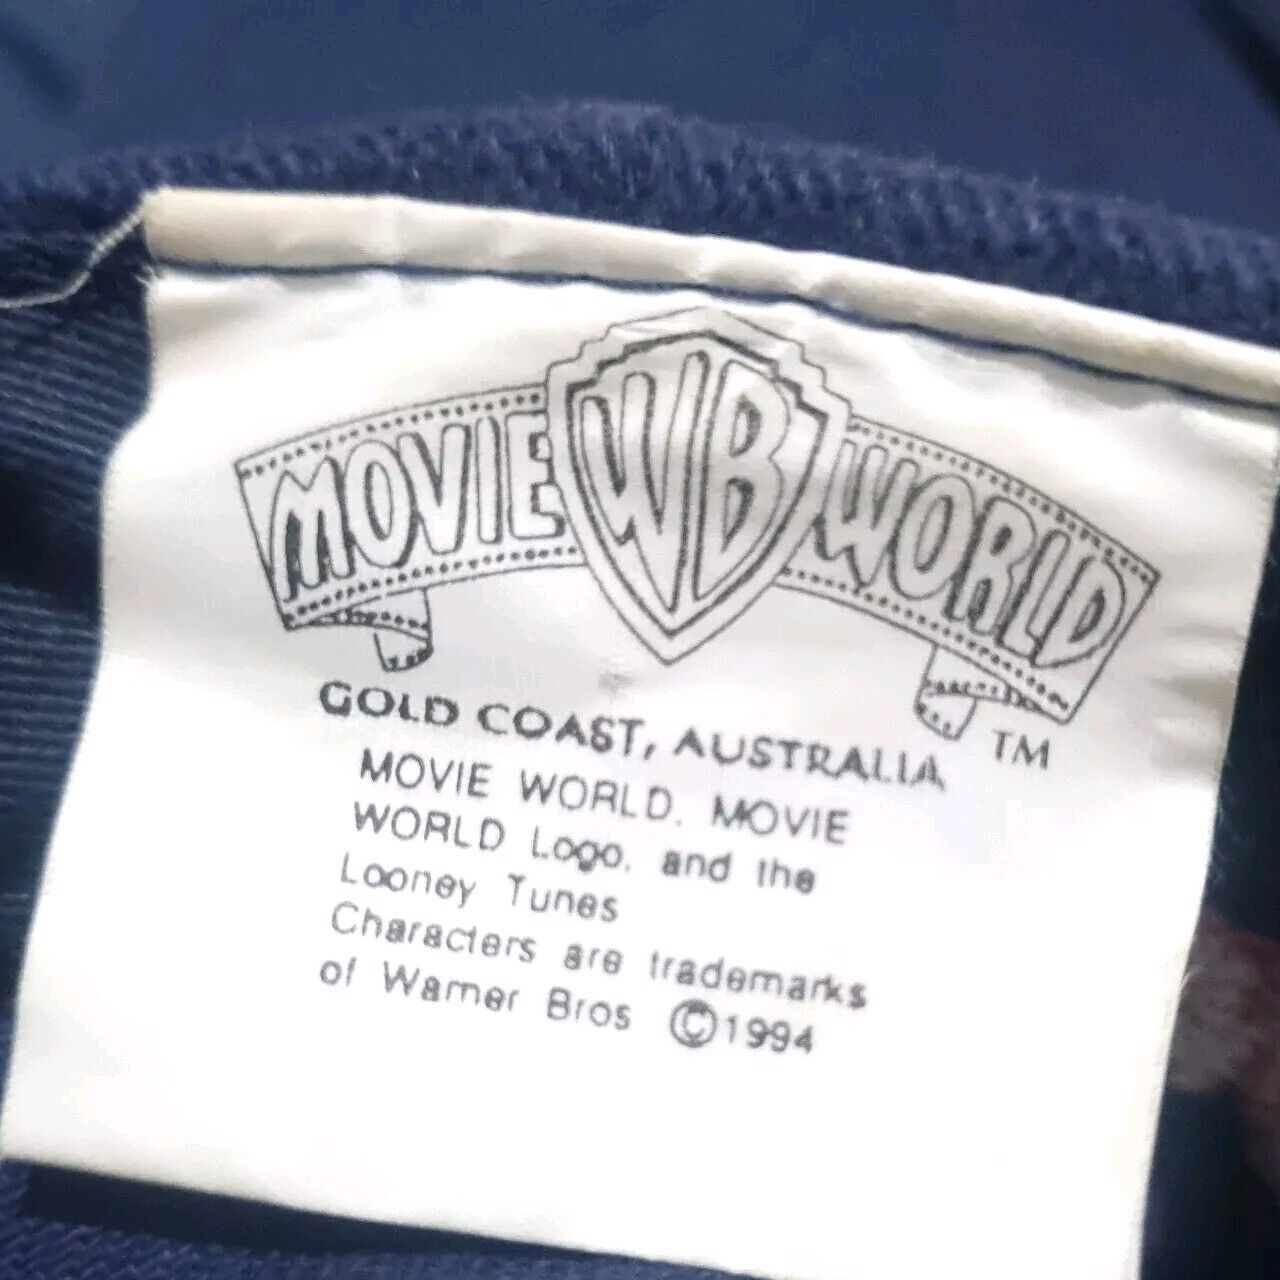 MOVIE WB WORLD
GOLD COAST, AUSTRALIA TM
MOVIE WORLD. MOVIE
WORLD Logo. and the
Looney Tunes
Characters are trademarks
of Warner Bros ©1994